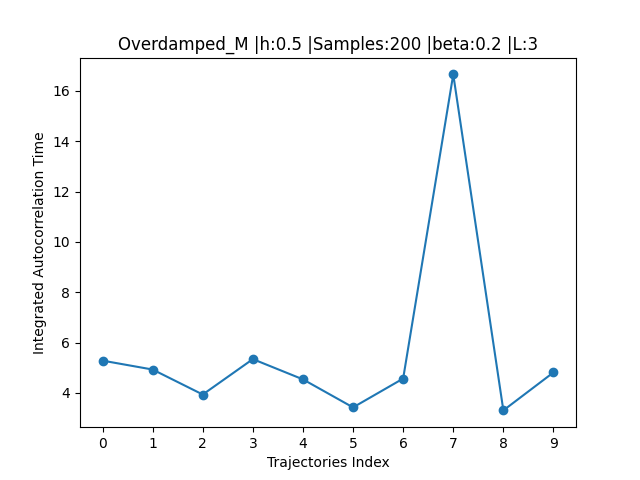 Overdamped_M |h:0.5 |Samples:200 |beta:0.2 |L:3
Integrated Autocorrelation Time
16
14
12
10
8
6
4
0 1 2 3 4 5 6 7 8 9
Trajectories Index